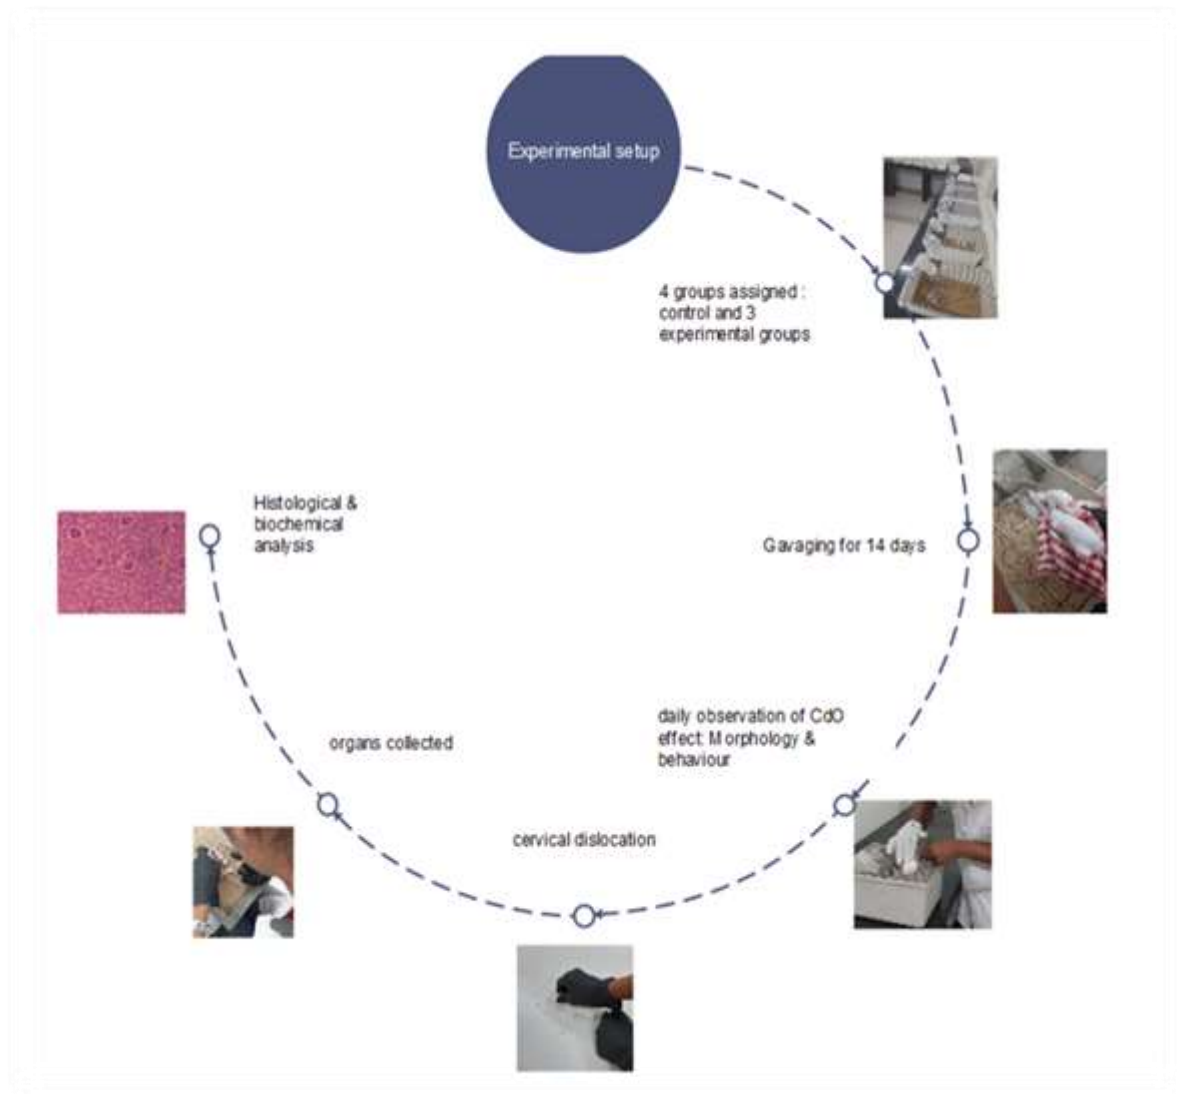 Experimental setup
4 groups assigned :
control and 3
experimental groups
Gavaging for 14 days
daily observation of CdO
effect: Morphology &
behaviour
cervical dislocation
organs collected
Histological &
biochemical
analysis